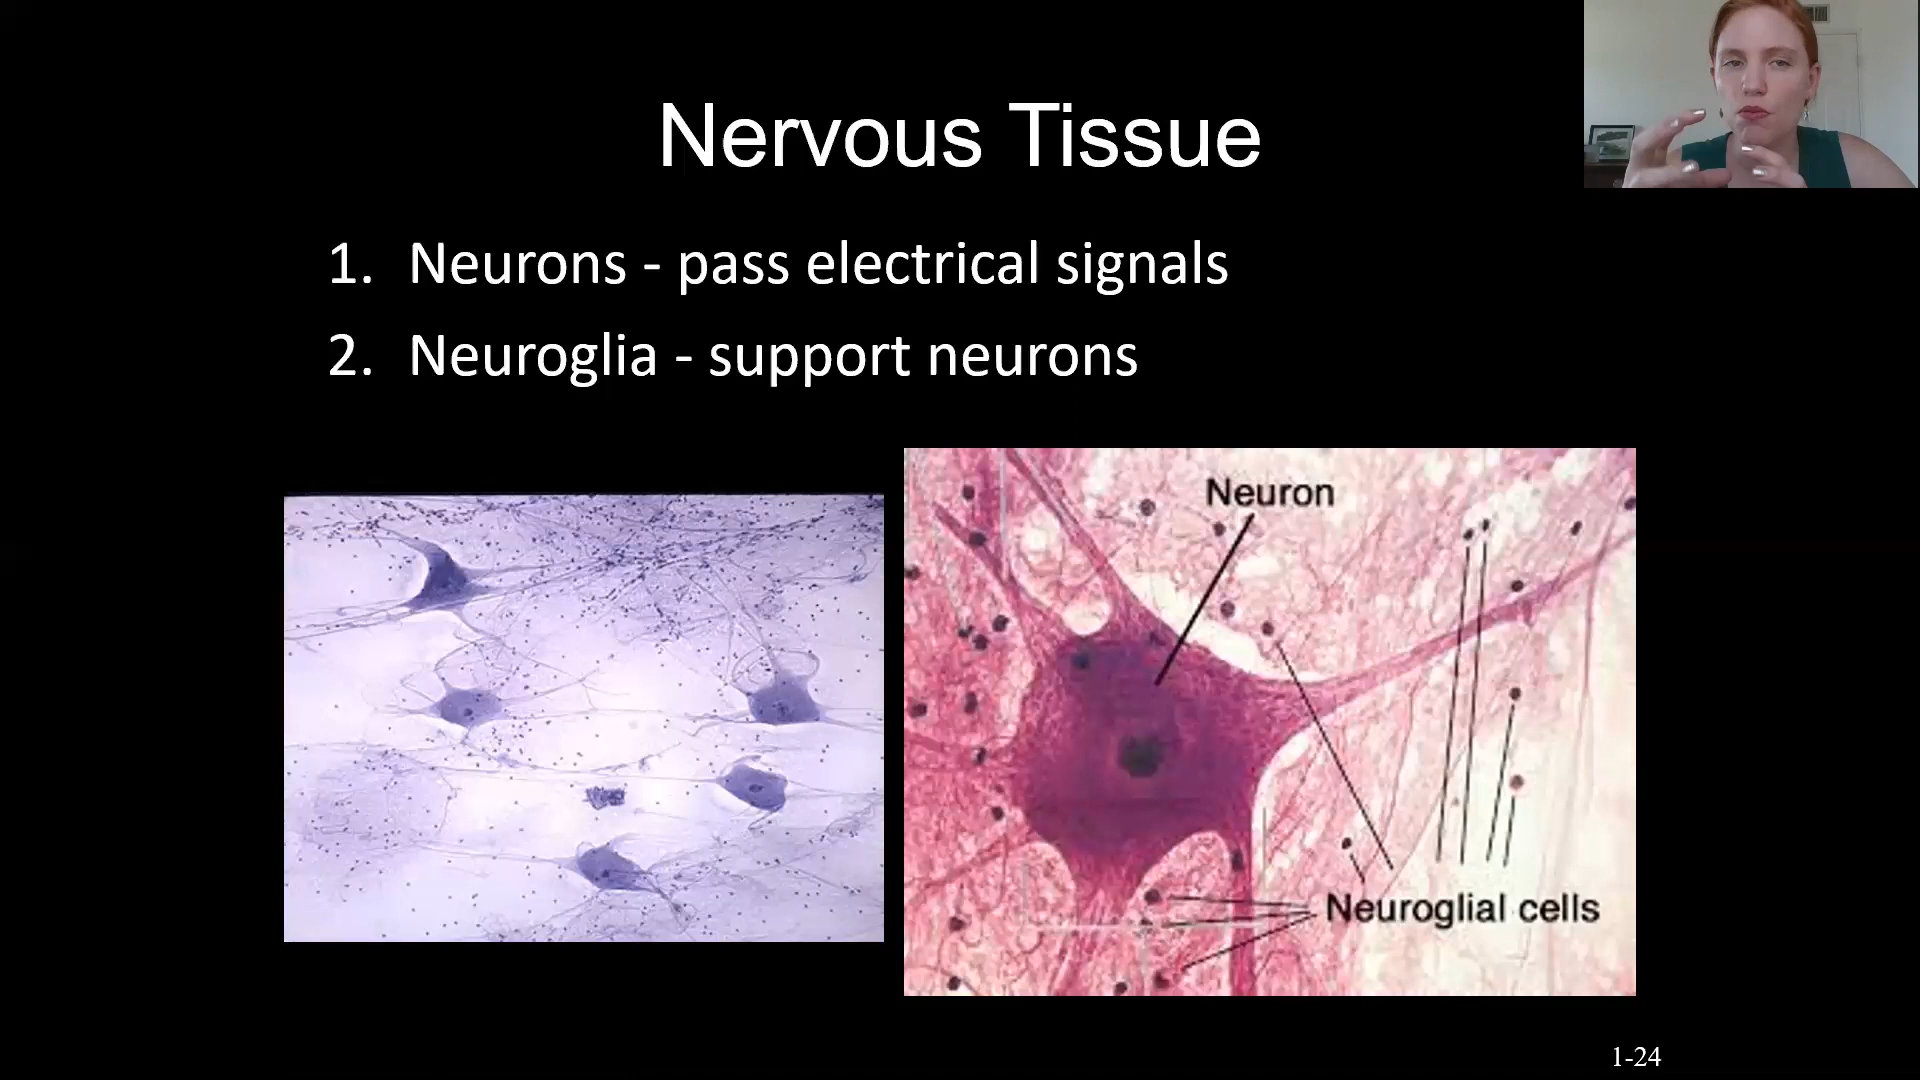 Nervous Tissue
1. Neurons - pass electrical signals
2. Neuroglia - support neurons
Neuron
Neuroglial cells
1-24